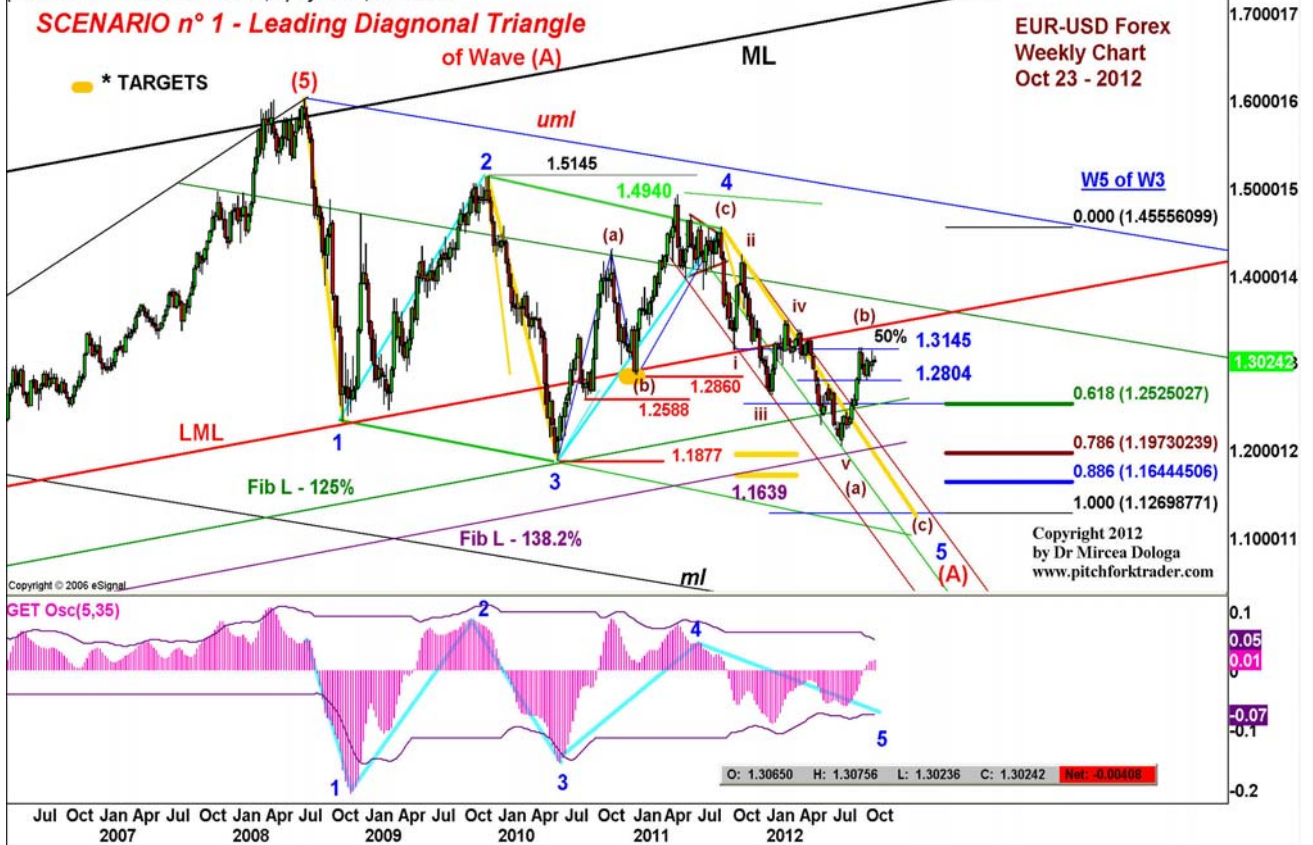 SCENARIO n° 1 - Leading Diagnonal Triangle
of Wave (A)
* TARGETS
EUR-USD Forex
Weekly Chart
Oct 23 - 2012
ML
(5)
uml
2
1.5145
1.4940
4
(c)
(a)
ii
iv
(b)
50%
1.3145
1.2804
W5 of W3
0.000 (1.45556099)
0.618 (1.2525027)
0.786 (1.19730239)
0.886 (1.16444506)
1.000 (1.12698771)
(b)
1.2860
1.2588
i
iii
LML
1
3
1.1877
v
(a)
1.1639
Fib L - 125%
Fib L - 138.2%
(c)
5
(A)
ml
Copyright 2012
by Dr Mircea Dologa
www.pitchforktrader.com
Copyright © 2006 eSignal
1.700017
1.600016
1.500015
1.400014
1.30242
3
1.200012
1.100011
GET Osc(5,35)
2
4
1
3
5
0.1
0.05
0.01
0
-0.07
-0.1
-0.2
O: 1.30650 H: 1.30756 L: 1.30236 C: 1.30242 Net: -0.00408
Jul Oct Jan Apr Jul Oct Jan Apr Jul Oct Jan Apr Jul Oct Jan Apr Jul Oct Jan Apr Jul Oct Jan Apr Jul Oct
2007 2008 2009 2010 2011 2012